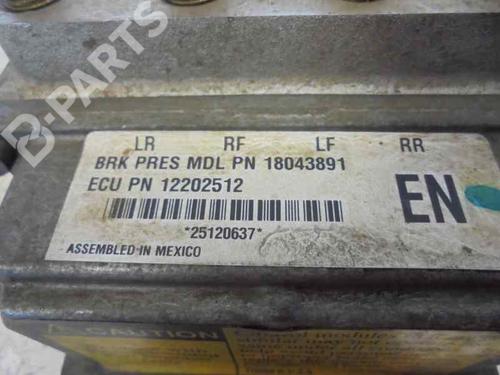 B-PARTS
LR RF LF RR
BRK PRES MDL PN 18043891
ECU PN 12202512
EN
*25120637*
ASSEMBLED IN MEXICO
CAUTION